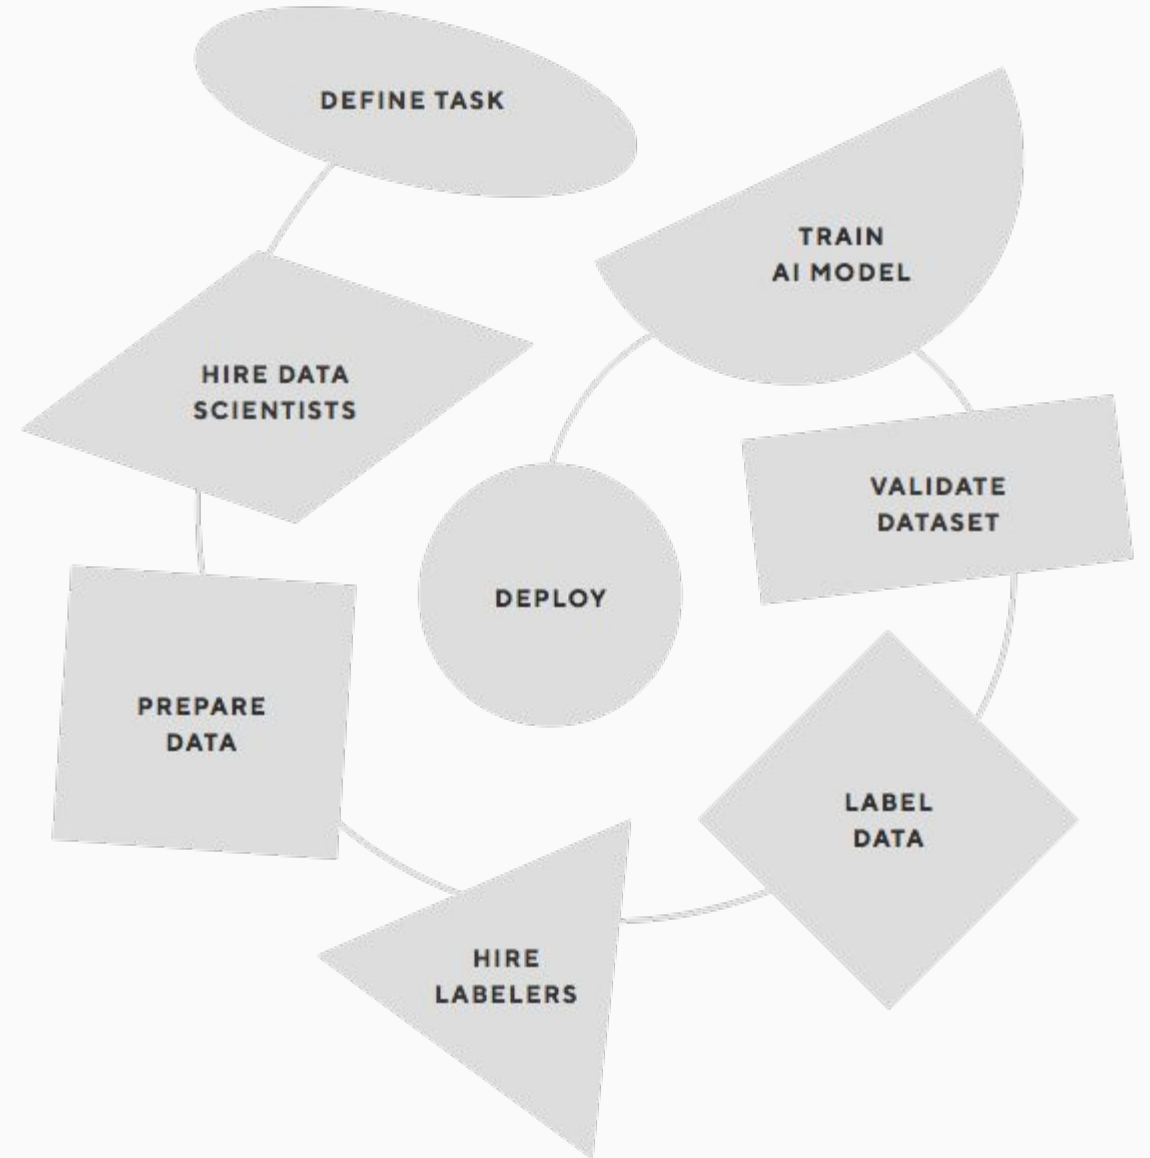 DEFINE TASK
HIRE DATA
SCIENTISTS
PREPARE
DATA
HIRE
LABELERS
LABEL
DATA
VALIDATE
DATASET
TRAIN
AI MODEL
DEPLOY